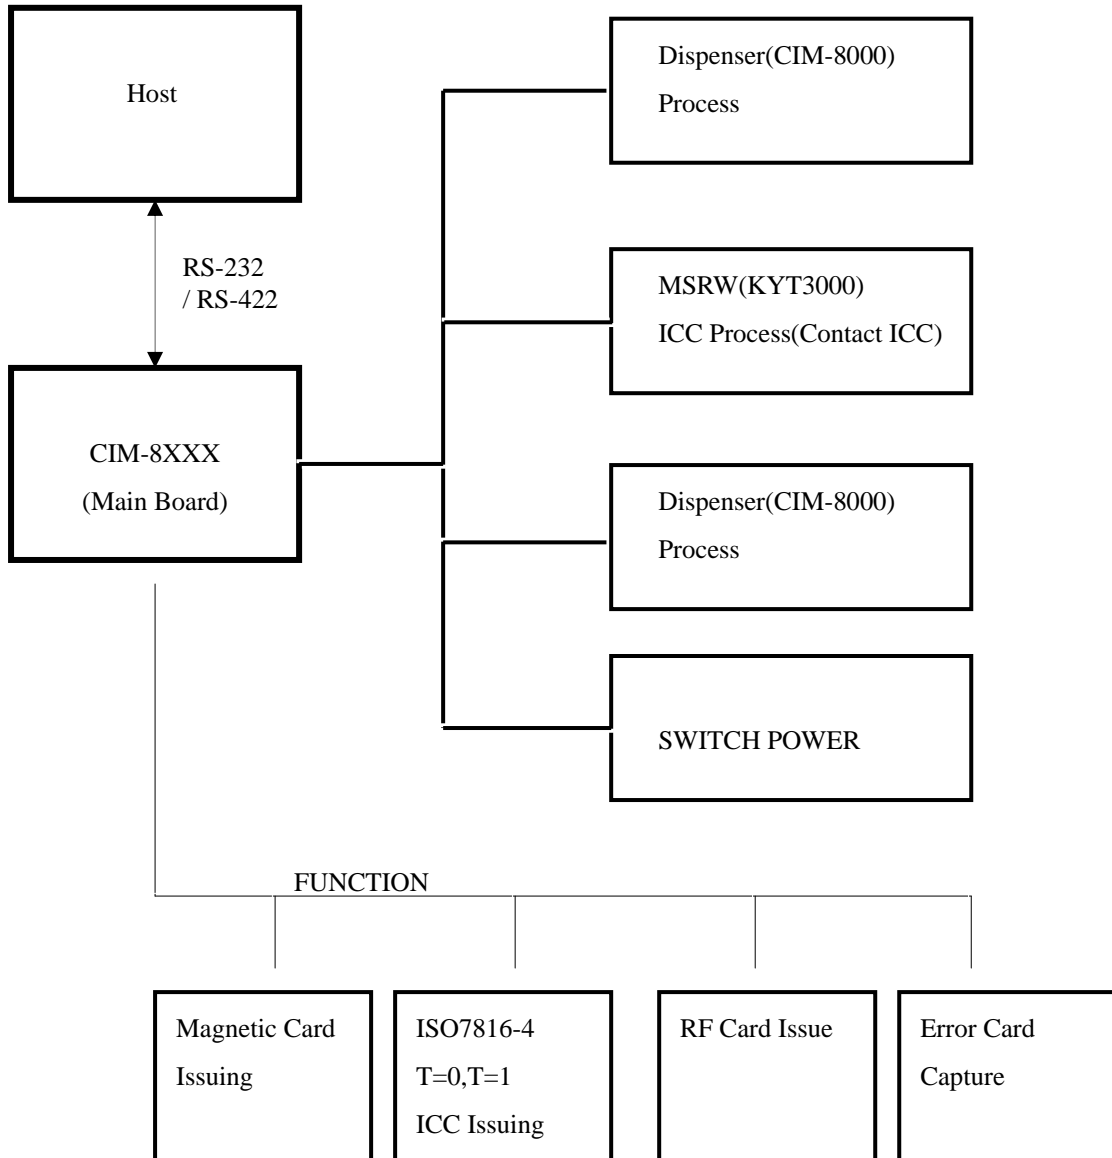 Host
RS-232
/ RS-422
CIM-8XXX
(Main Board)
Dispenser(CIM-8000)
Process
MSRW(KYT3000)
ICC Process(Contact ICC)
Dispenser(CIM-8000)
Process
SWITCH POWER
FUNCTION
Magnetic Card
Issuing
ISO7816-4
T=0,T=1
ICC Issuing
RF Card Issue
Error Card
Capture